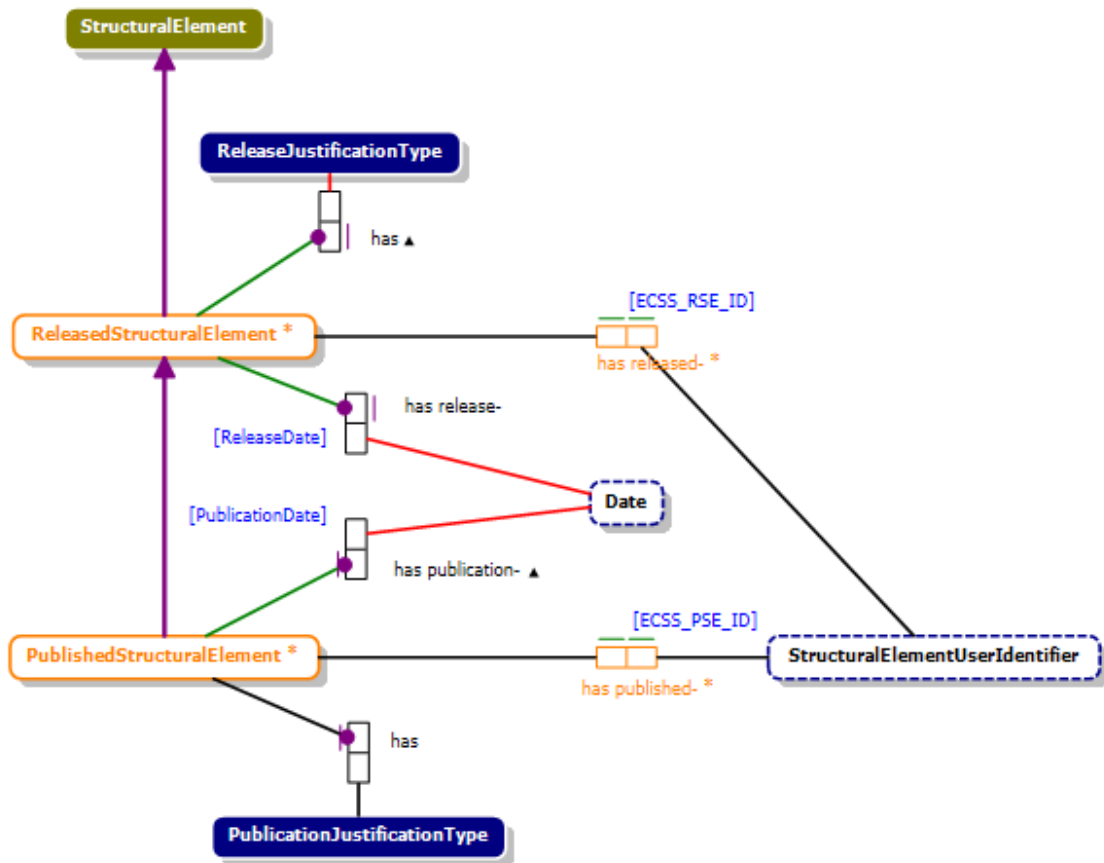 StructuralElement
ReleaseJustificationType
has ▲
[ECSS_RSE_ID]
ReleasedStructuralElement *
has released- *
has release-
[ReleaseDate]
Date
[PublicationDate]
has publication- ▲
[ECSS_PSE_ID]
PublishedStructuralElement *
StructuralElementUserIdentifier
has published- *
has
PublicationJustificationType